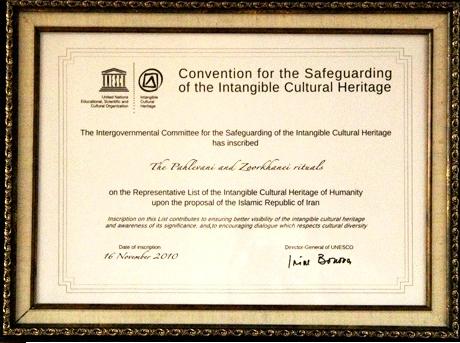 Convention for the Safeguarding
of the Intangible Cultural Heritage
United Nations
Educational, Scientific and
Cultural Organization
Intangible
Cultural
Heritage
The Intergovernmental Committee for the Safeguarding of the Intangible Cultural Heritage
has inscribed
The Pahlevani and Zoorkhanei rituals
on the Representative List of the Intangible Cultural Heritage of Humanity
upon the proposal of the Islamic Republic of Iran
Inscription on this List contributes to ensuring better visibility of the intangible cultural heritage
and awareness of its significance, and to encouraging dialogue which respects cultural diversity
Date of inscription
16 November 2010
Director-General of UNESCO
Irina Bokova